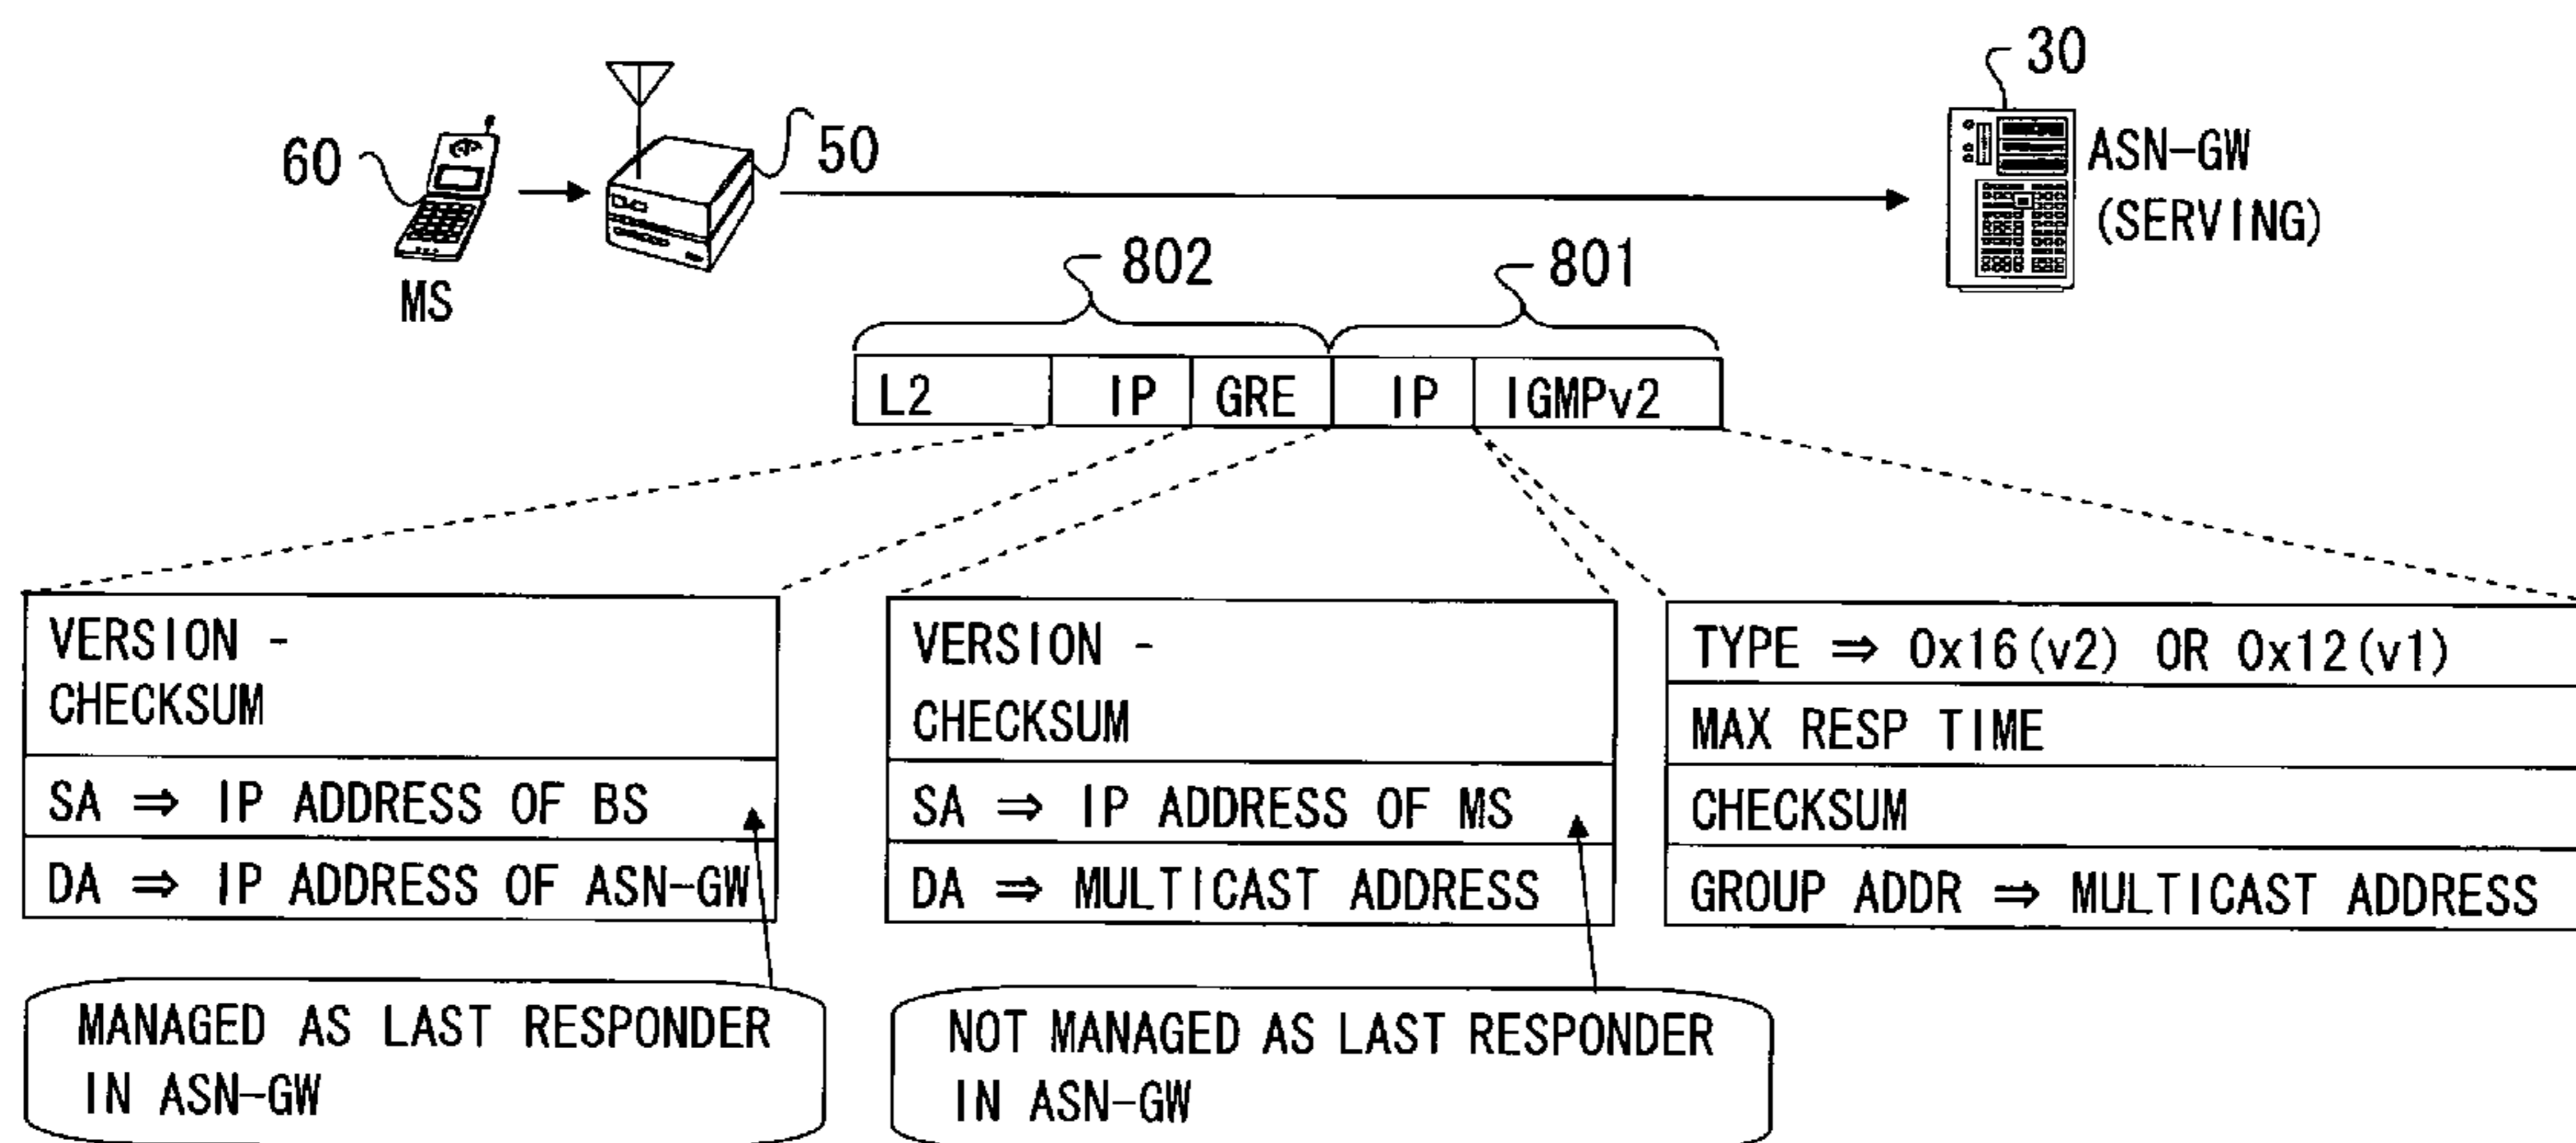 30
60
50
ASN-GW
(SERVING)
MS
802
801
L2 IP GRE IP IGMPv2
VERSION -
CHECKSUM
SA ⇒ IP ADDRESS OF BS
DA ⇒ IP ADDRESS OF ASN-GW
VERSION -
CHECKSUM
SA ⇒ IP ADDRESS OF MS
DA ⇒ MULTICAST ADDRESS
TYPE ⇒ 0x16(v2) OR 0x12(v1)
MAX RESP TIME
CHECKSUM
GROUP ADDR ⇒ MULTICAST ADDRESS
MANAGED AS LAST RESPONDER
IN ASN-GW
NOT MANAGED AS LAST RESPONDER
IN ASN-GW